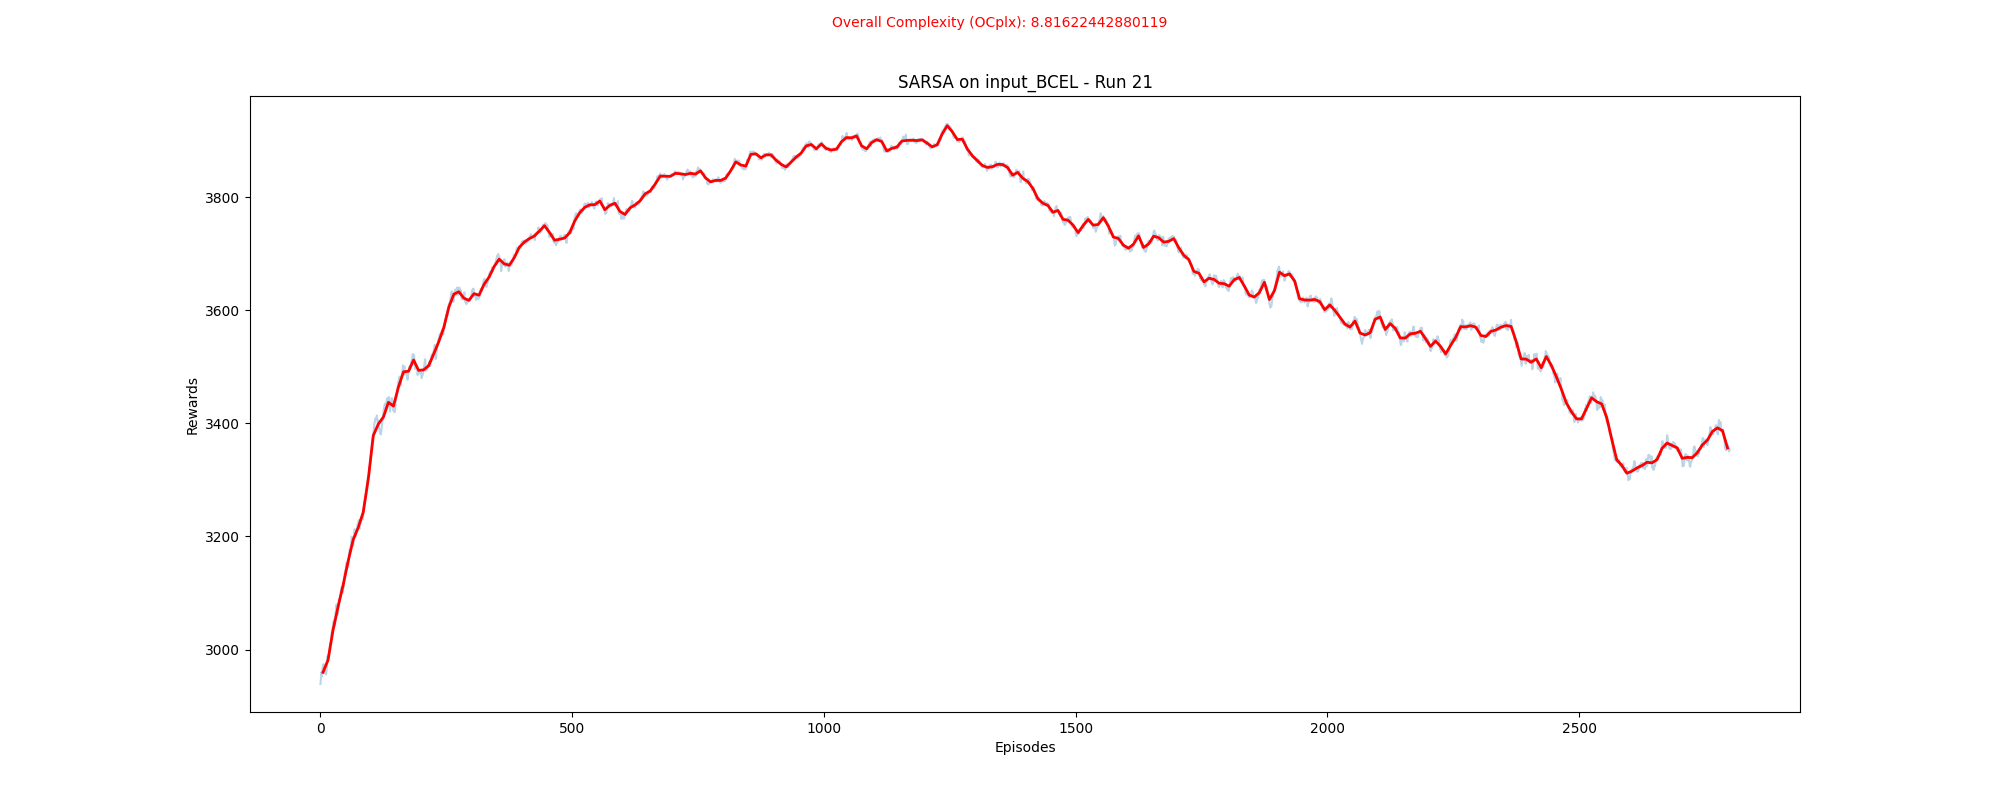 Overall Complexity (OCplx): 8.81622442880119
SARSA on input_BCEL - Run 21
Rewards
3800
3600
3400
3200
3000
0 500 1000 1500 2000 2500
Episodes